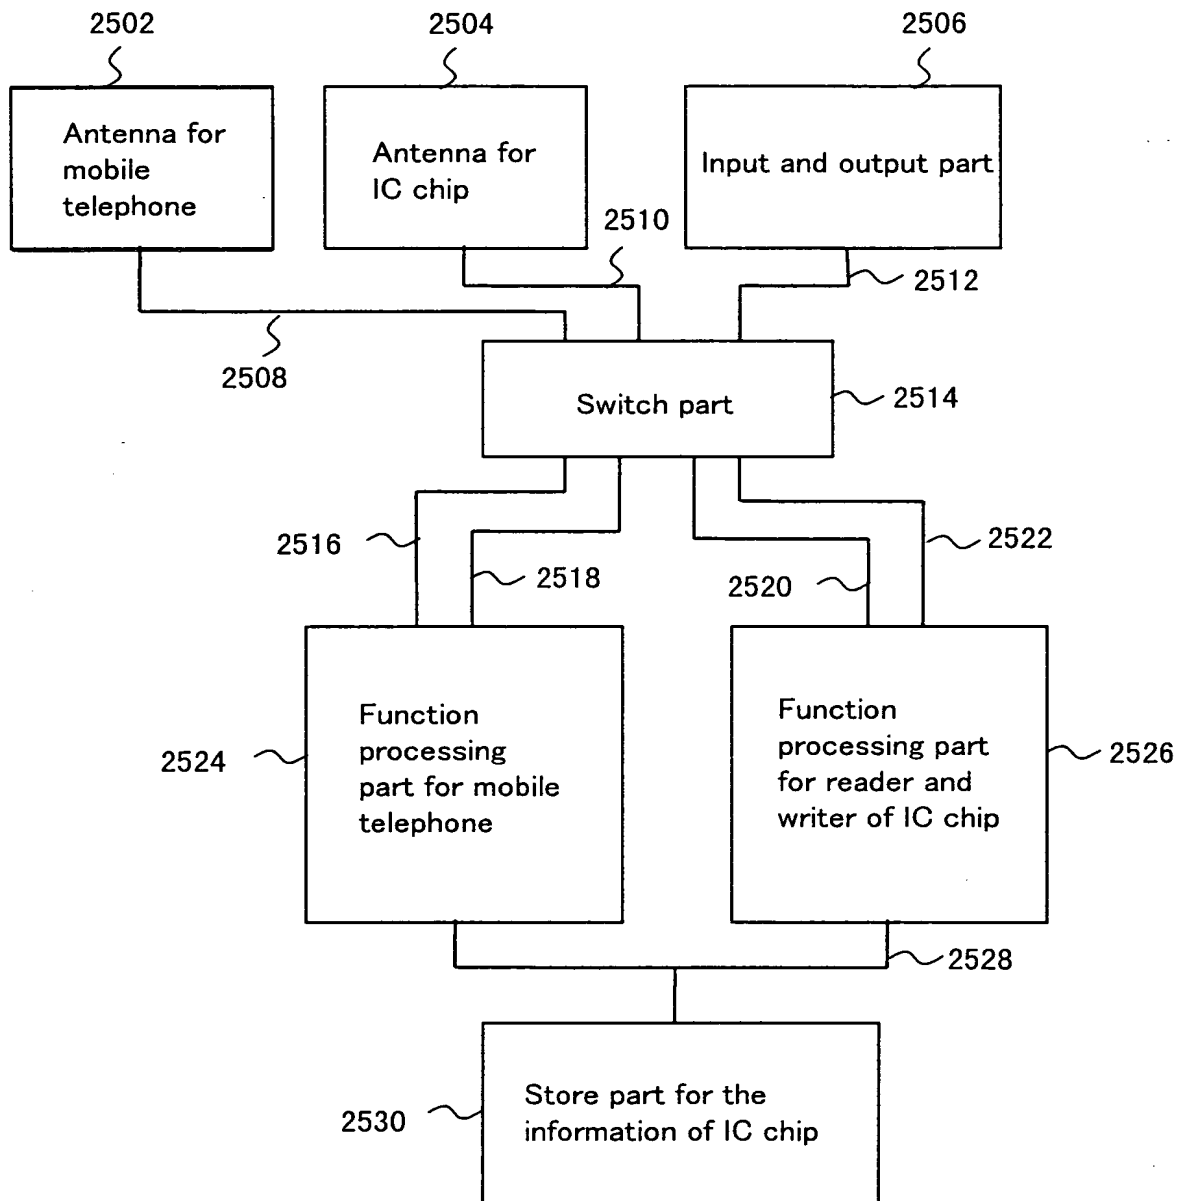 2502
2504
2506
Antenna for
mobile
telephone
Antenna for
IC chip
Input and output part
2510
2512
2508
Switch part
2514
2516
2518
2520
2522
Function
processing
part for mobile
telephone
Function
processing part
for reader and
writer of IC chip
2524
2526
2528
Store part for the
information of IC chip
2530